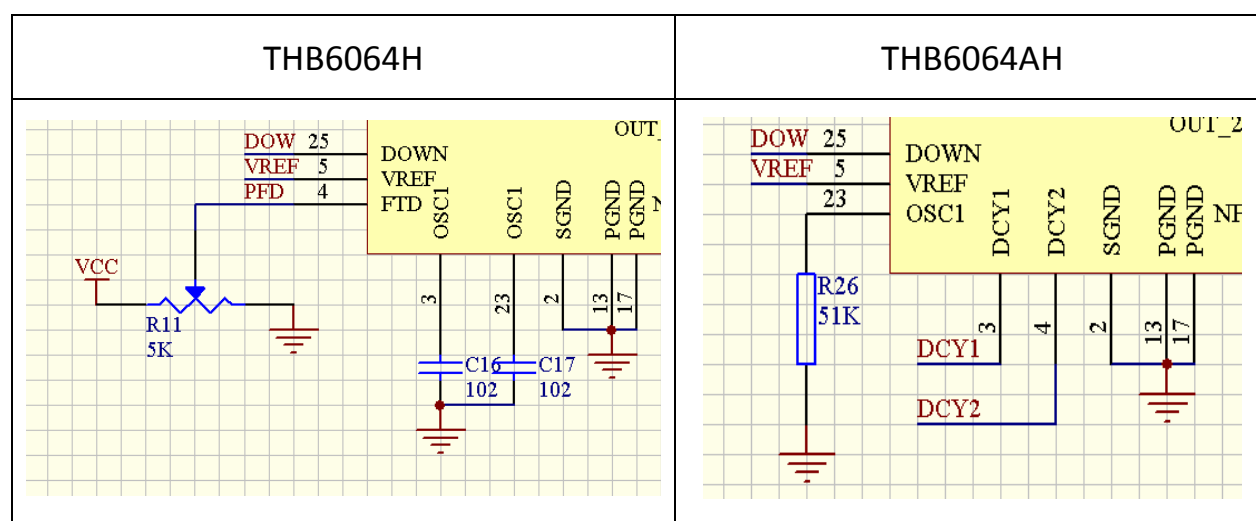 THB6064H
THB6064AH
DOW 25
VREF 5
PFD 4
DOWN
VREF
FTD
OUT_
OSC1
OSC1
SGND
PGND
PGND
VCC
R11
5K
3
23
2
13
17
C16
102
C17
102
DOW 25
VREF 5
23
DOWN
VREF
OSC1
OUT_2
DCY1
DCY2
SGND
PGND
PGND
NF
R26
51K
3
4
2
13
17
DCY1
DCY2